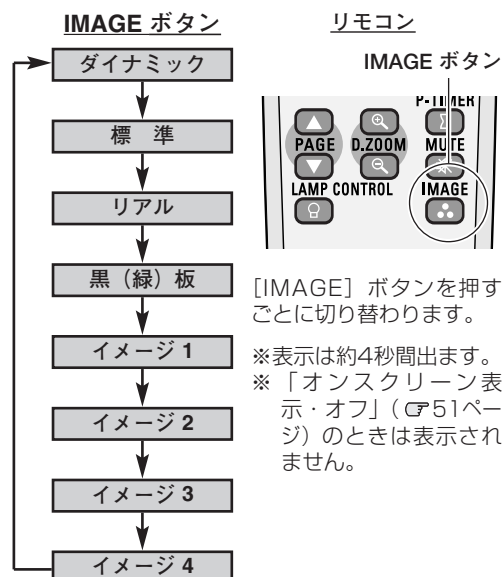 IMAGE ボタン
ダイナミック
標 準
リアル
黒（緑）板
イメージ 1
イメージ 2
イメージ 3
イメージ 4
リモコン
IMAGE ボタン
P-TIMER
PAGE D.ZOOM MUTE
LAMP CONTROL IMAGE
［IMAGE］ボタンを押す
ごとに切り替わります。
※表示は約4秒間出ます。
※「オンスクリーン表
示・オフ」（☞51ペー
ジ）のときは表示され
ません。